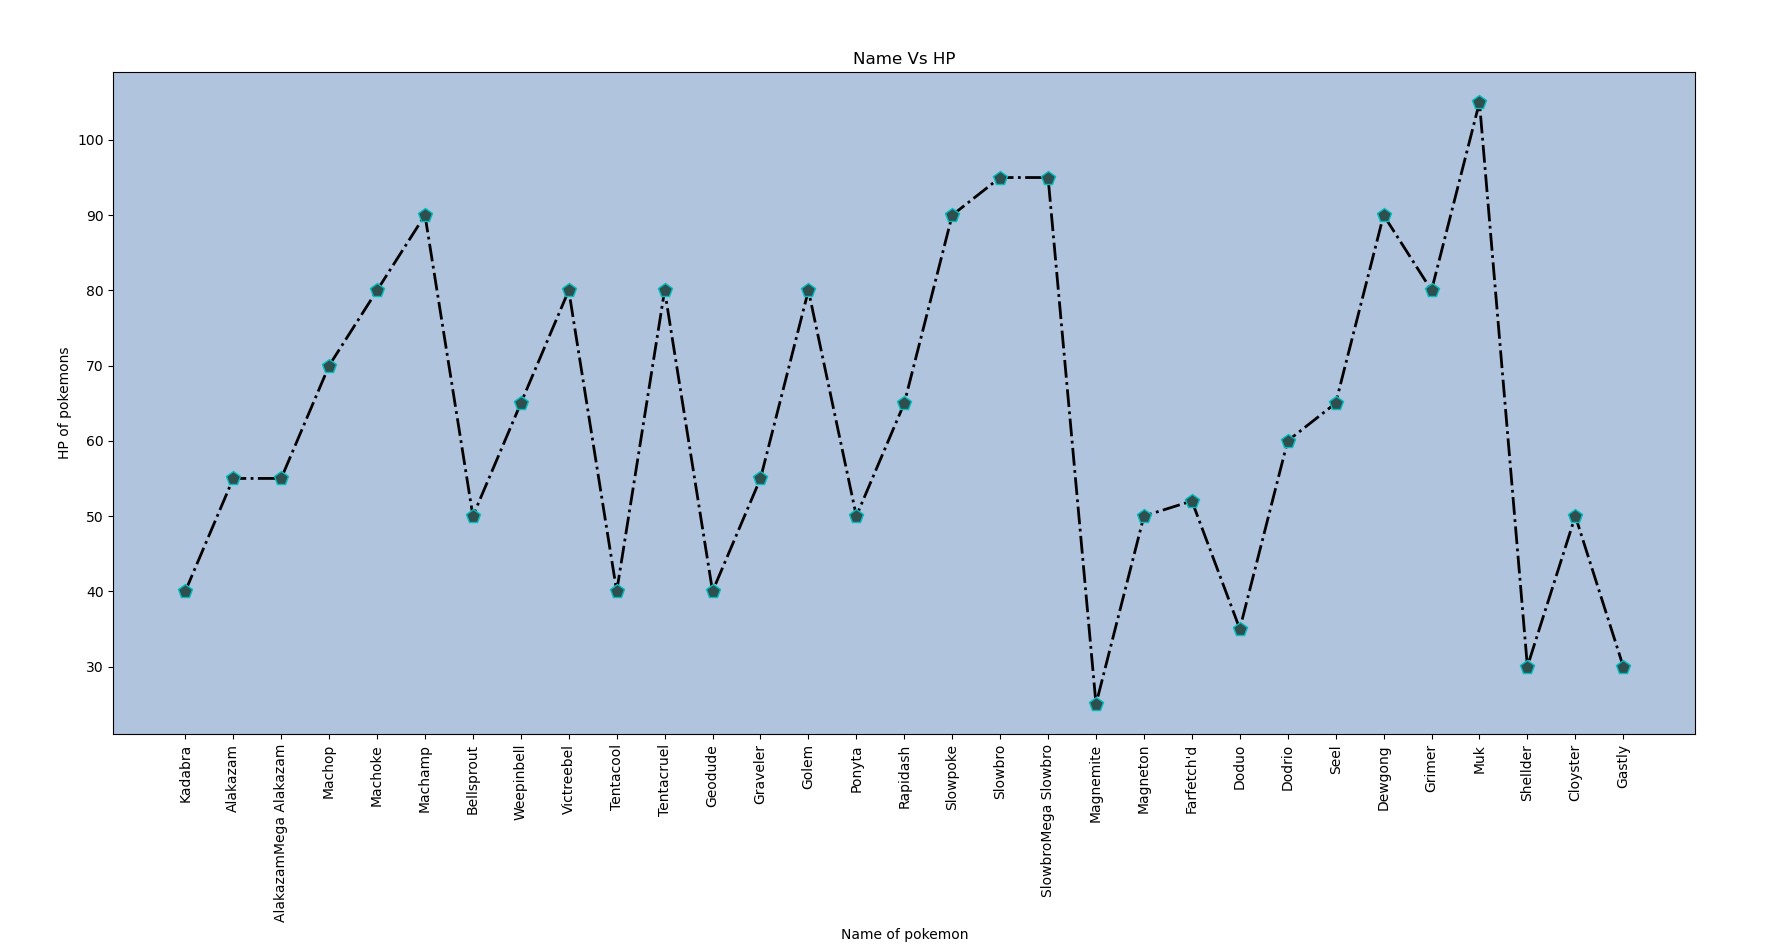 Name Vs HP
100
90
80
70
60
50
40
30
HP of pokemons
Kadabra
Alakazam
AlakazamMega Alakazam
Machop
Machoke
Machamp
Bellsprout
Weepinbell
Victreebel
Tentacool
Tentacruel
Geodude
Graveler
Golem
Ponyta
Rapidash
Slowpoke
Slowbro
SlowbroMega Slowbro
Magnemite
Magneton
Farfetch'd
Doduo
Dodrio
Seel
Dewgong
Grimer
Muk
Shellder
Cloyster
Gastly
Name of pokemon